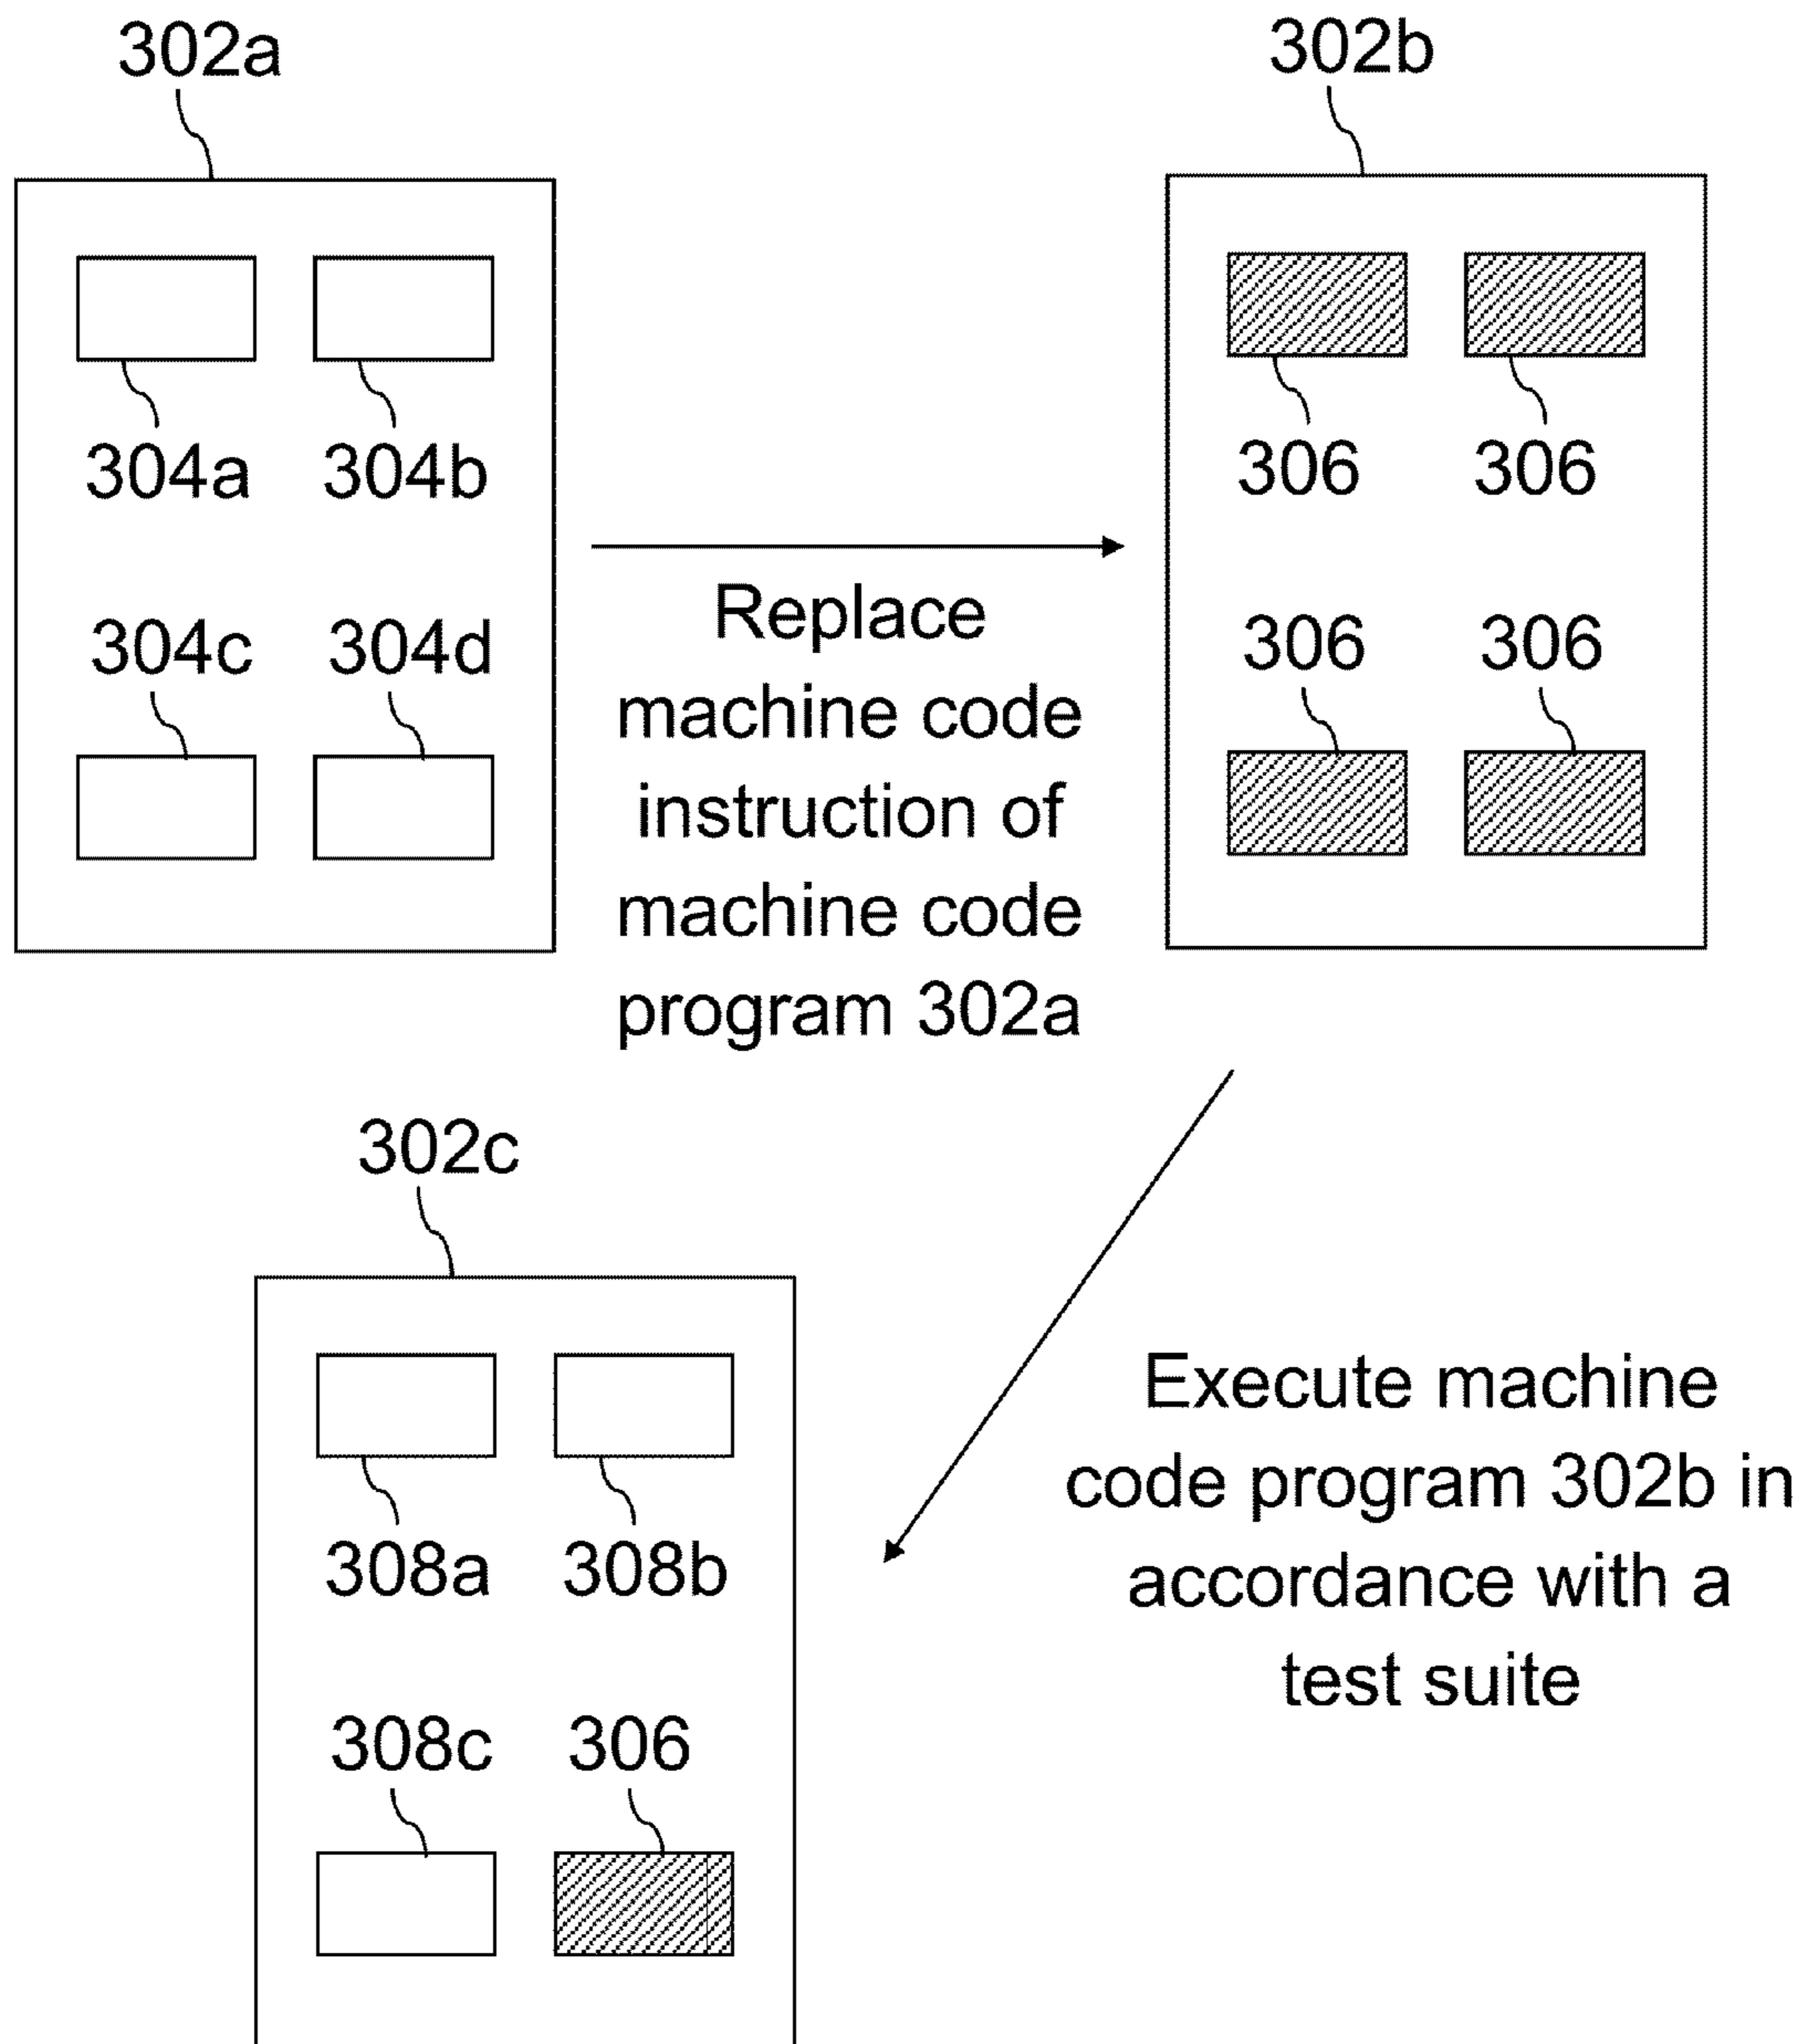 302a
302b
304a 304b
306 306
304c 304d
306 306
Replace
machine code
instruction of
machine code
program 302a
302c
308a 308b
308c 306
Execute machine
code program 302b in
accordance with a
test suite